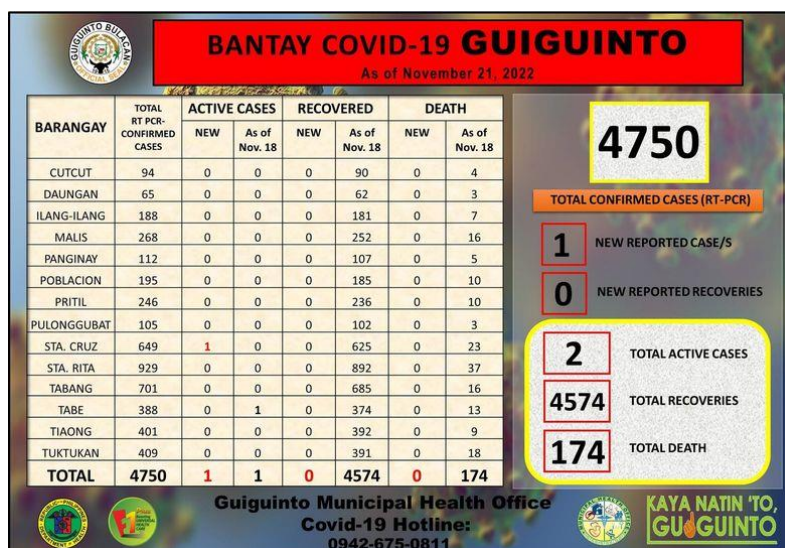 BANTAY COVID-19 GUIGUINTO
As of November 21, 2022
GUIGUINTO BULACAN
OFFICIAL SEAL
BARANGAY TOTAL RT PCR-CONFIRMED CASES ACTIVE CASES RECOVERED DEATH
NEW As of Nov. 18 NEW As of Nov. 18 NEW As of Nov. 18
CUTCUT 94 0 0 0 90 0 4
DAUNGAN 65 0 0 0 62 0 3
ILANG-ILANG 188 0 0 0 181 0 7
MALIS 268 0 0 0 252 0 16
PANGINAY 112 0 0 0 107 0 5
POBLACION 195 0 0 0 185 0 10
PRITIL 246 0 0 0 236 0 10
PULONGGUBAT 105 0 0 0 102 0 3
STA. CRUZ 649 1 0 0 625 0 23
STA. RITA 929 0 0 0 892 0 37
TABANG 701 0 0 0 685 0 16
TABE 388 0 1 0 374 0 13
TIAONG 401 0 0 0 392 0 9
TUKTUKAN 409 0 0 0 391 0 18
TOTAL 4750 1 1 0 4574 0 174
4750
TOTAL CONFIRMED CASES (RT-PCR)
1 NEW REPORTED CASE/S
0 NEW REPORTED RECOVERIES
2 TOTAL ACTIVE CASES
4574 TOTAL RECOVERIES
174 TOTAL DEATH
Guiguinto Municipal Health Office
Covid-19 Hotline:
0942-675-0811
KAYA NATIN 'TO,
GUIGUINTO